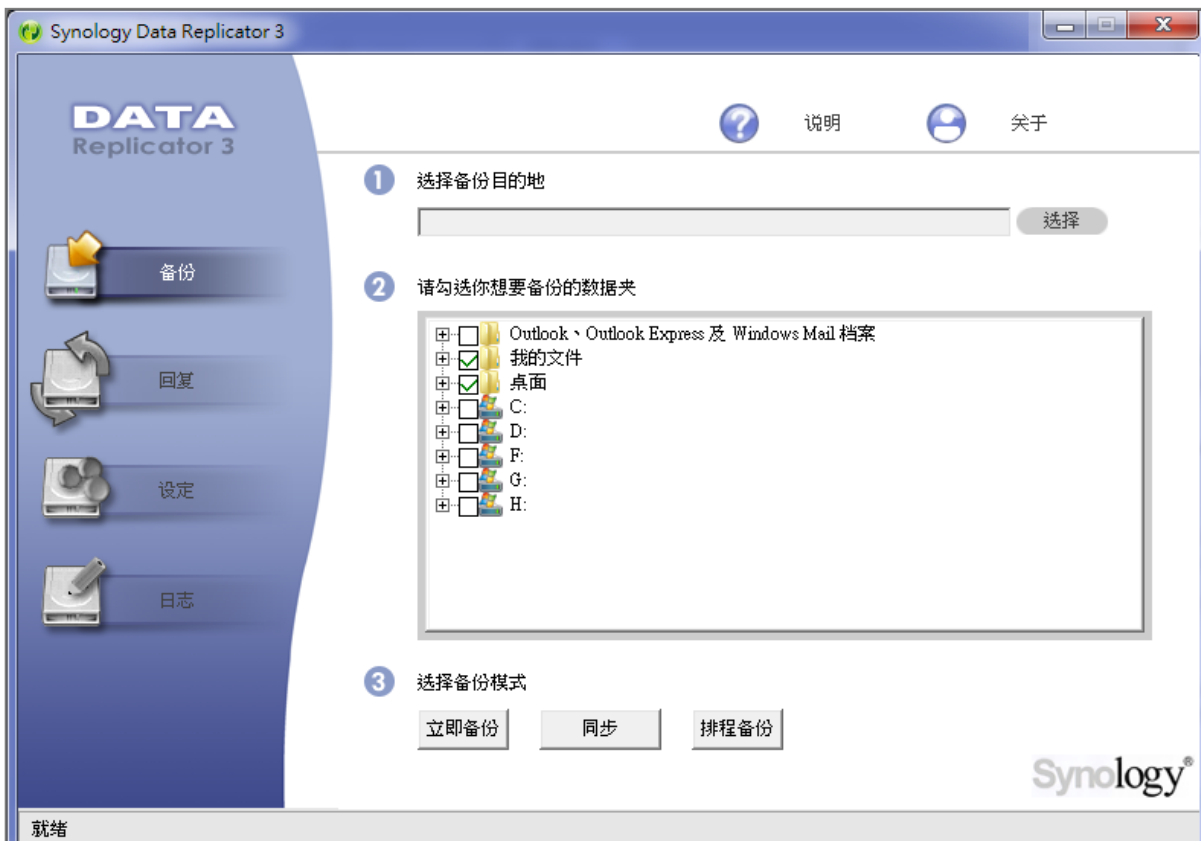 Synology Data Replicator 3
DATA
Replicator 3
说明
关于
备份
回复
设定
日志
1 选择备份目的地
选择
2 请勾选你想要备份的数据夹
Outlook、Outlook Express 及 Windows Mail 档案
我的文件
桌面
C:
D:
F:
G:
H:
3 选择备份模式
立即备份 同步 排程备份
Synology®
就绪